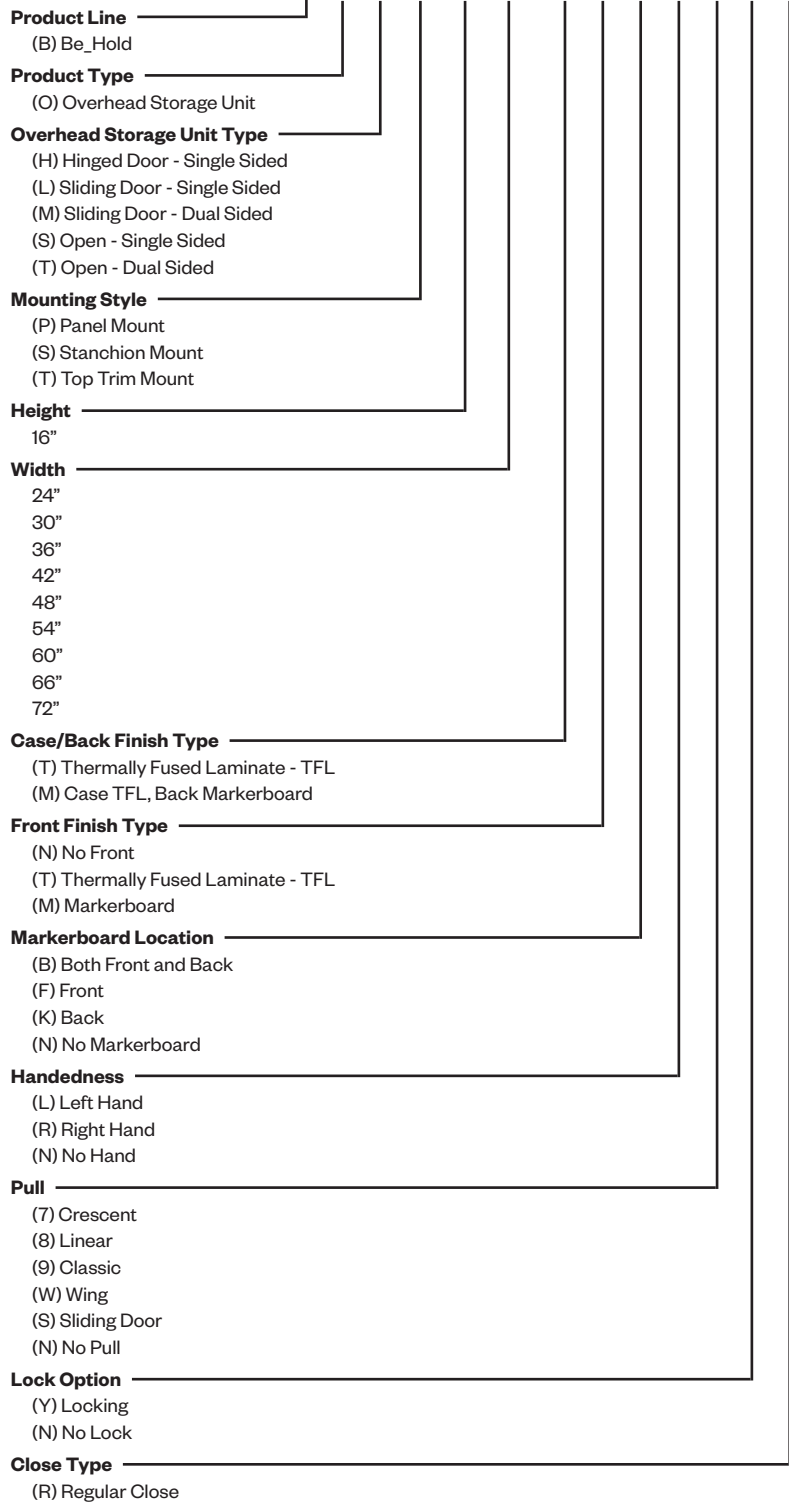 Product Line
(B) Be_Hold
Product Type
(O) Overhead Storage Unit
Overhead Storage Unit Type
(H) Hinged Door - Single Sided
(L) Sliding Door - Single Sided
(M) Sliding Door - Dual Sided
(S) Open - Single Sided
(T) Open - Dual Sided
Mounting Style
(P) Panel Mount
(S) Stanchion Mount
(T) Top Trim Mount
Height
16”
Width
24”
30”
36”
42”
48”
54”
60”
66”
72”
Case/Back Finish Type
(T) Thermally Fused Laminate - TFL
(M) Case TFL, Back Markerboard
Front Finish Type
(N) No Front
(T) Thermally Fused Laminate - TFL
(M) Markerboard
Markerboard Location
(B) Both Front and Back
(F) Front
(K) Back
(N) No Markerboard
Handedness
(L) Left Hand
(R) Right Hand
(N) No Hand
Pull
(7) Crescent
(8) Linear
(9) Classic
(W) Wing
(S) Sliding Door
(N) No Pull
Lock Option
(Y) Locking
(N) No Lock
Close Type
(R) Regular Close